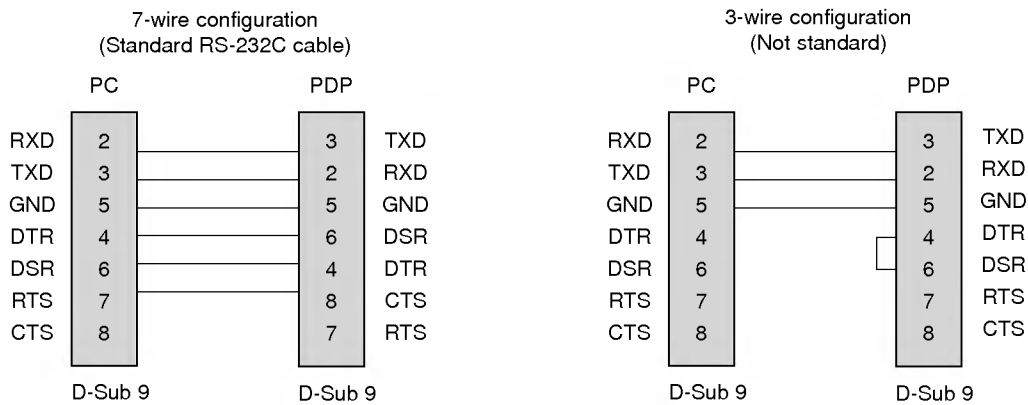 7-wire configuration
(Standard RS-232C cable)
PC PDP
RXD 2 3 TXD
TXD 3 2 RXD
GND 5 5 GND
DTR 4 6 DSR
DSR 6 4 DTR
RTS 7 8 CTS
CTS 8 7 RTS
D-Sub 9 D-Sub 9
3-wire configuration
(Not standard)
PC PDP
RXD 2 3 TXD
TXD 3 2 RXD
GND 5 5 GND
DTR 4 4 DTR
DSR 6 6 DSR
RTS 7 7 RTS
CTS 8 8 CTS
D-Sub 9 D-Sub 9